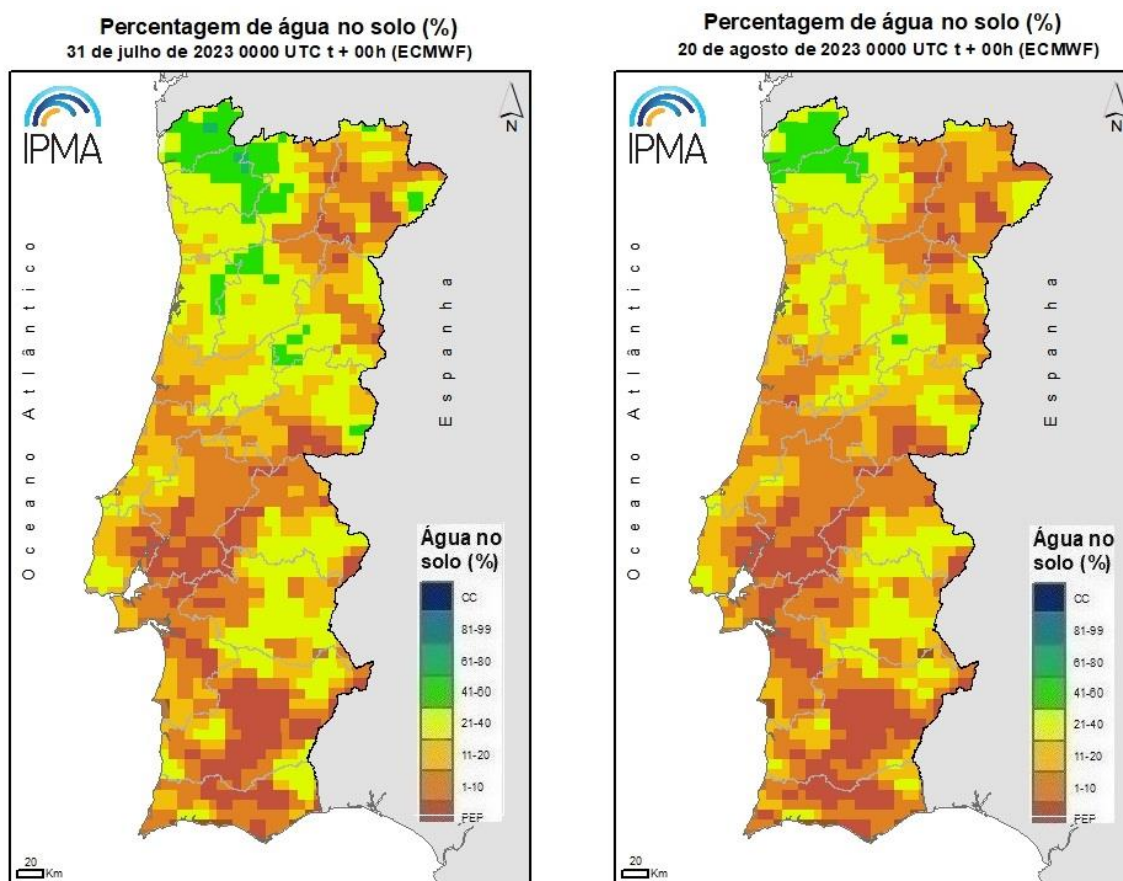 Percentagem de água no solo (%)
31 de julho de 2023 0000 UTC t + 00h (ECMWF)
IPMA
N
Oceano Atlântico
Espanha
Água no
solo (%)
CC
81-99
61-80
41-60
21-40
11-20
1-10
PEP
20
Km
Percentagem de água no solo (%)
20 de agosto de 2023 0000 UTC t + 00h (ECMWF)
IPMA
N
Oceano Atlântico
Espanha
Água no
solo (%)
CC
81-99
61-80
41-60
21-40
11-20
1-10
PEP
20
Km